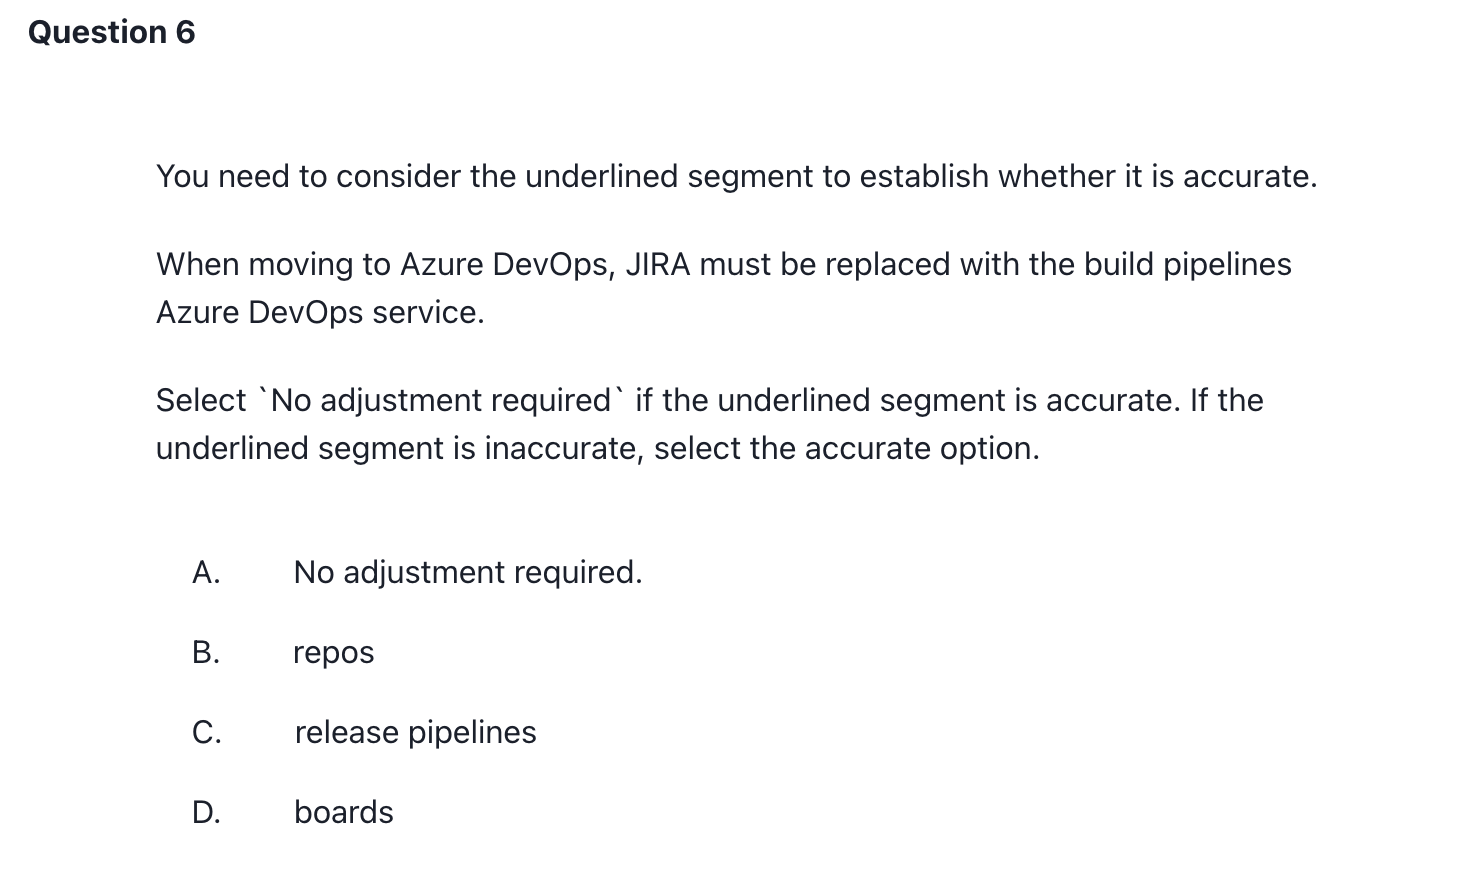 Question 6
You need to consider the underlined segment to establish whether it is accurate.
When moving to Azure DevOps, JIRA must be replaced with the build pipelines
Azure DevOps service.
Select `No adjustment required` if the underlined segment is accurate. If the
underlined segment is inaccurate, select the accurate option.
A. No adjustment required.
B. repos
C. release pipelines
D. boards